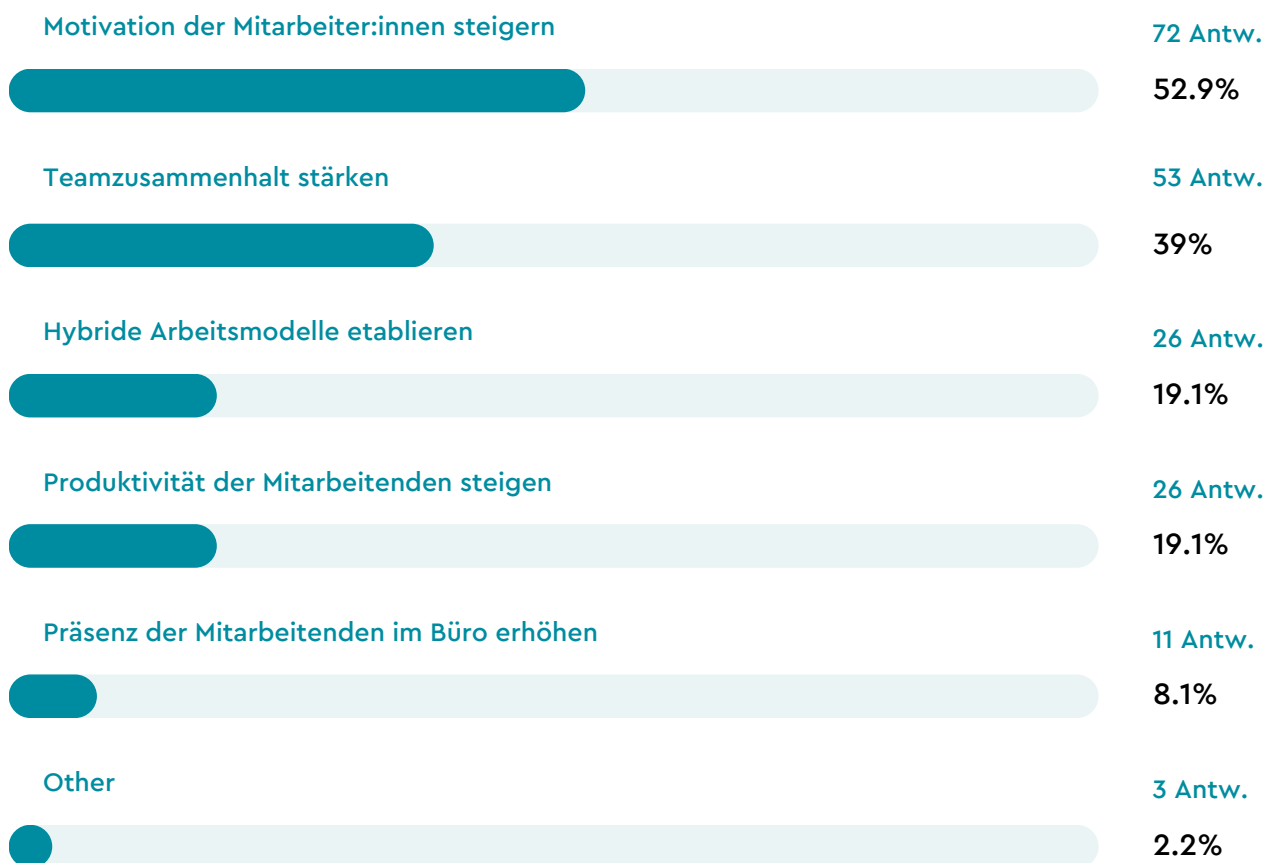 Motivation der Mitarbeiter:innen steigern
72 Antw.
52.9%
Teamzusammenhalt stärken
53 Antw.
39%
Hybride Arbeitsmodelle etablieren
26 Antw.
19.1%
Produktivität der Mitarbeitenden steigen
26 Antw.
19.1%
Präsenz der Mitarbeitenden im Büro erhöhen
11 Antw.
8.1%
Other
3 Antw.
2.2%